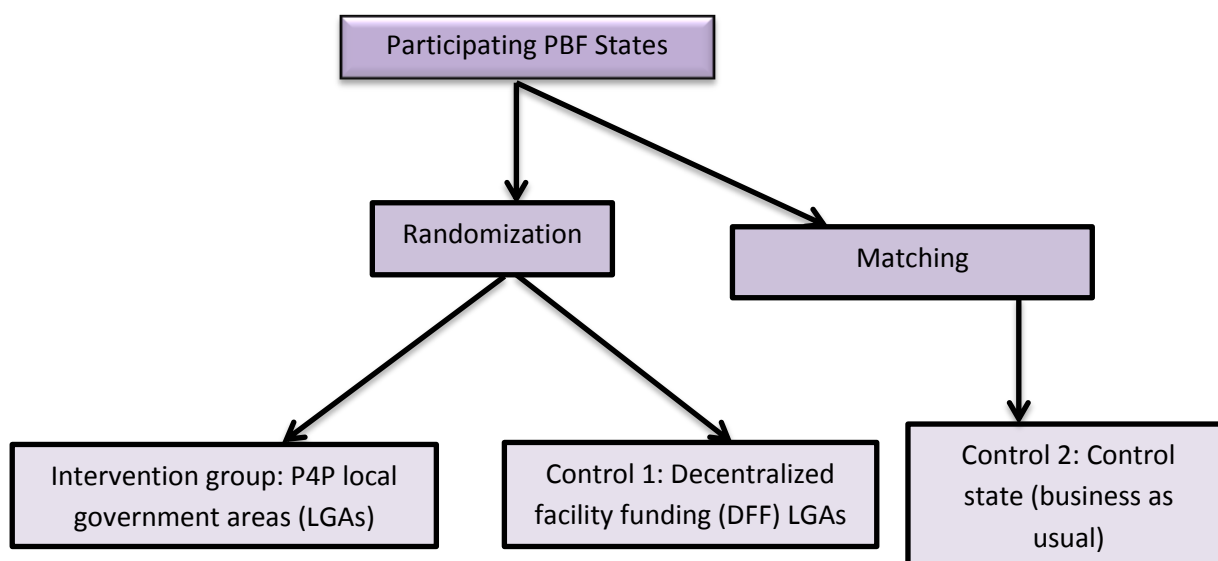 Participating PBF States
Randomization
Matching
Intervention group: P4P local
government areas (LGAs)
Control 1: Decentralized
facility funding (DFF) LGAs
Control 2: Control
state (business as
usual)